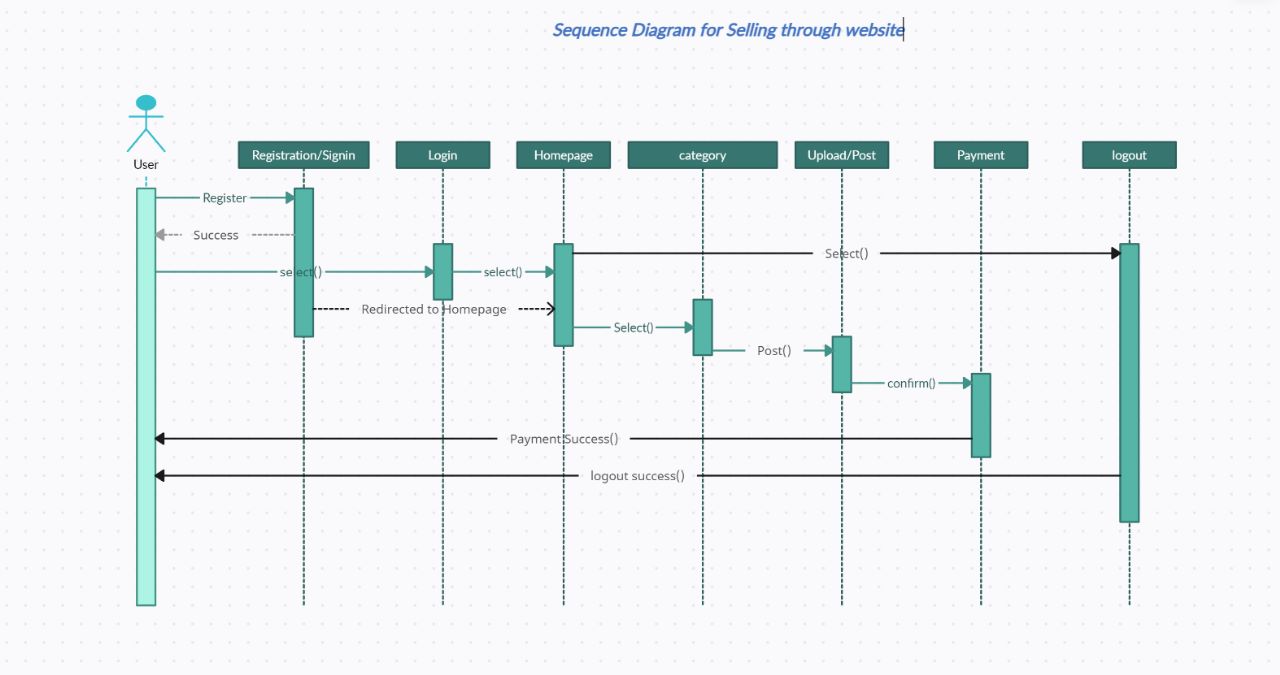 Sequence Diagram for Selling through website
User
Registration/Signin
Login
Homepage
category
Upload/Post
Payment
logout
Register
Success
Select()
select()
select()
Redirected to Homepage
Select()
Post()
confirm()
Payment Success()
logout success()